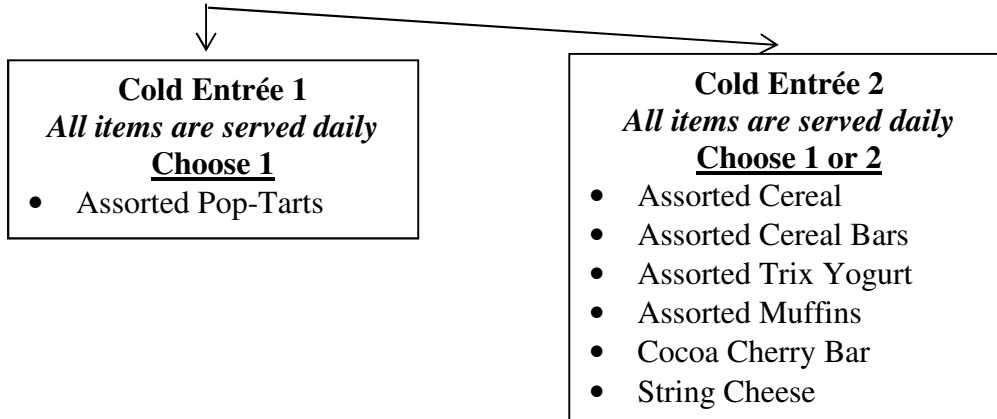 Cold Entrée 1
All items are served daily
Choose 1
• Assorted Pop-Tarts
Cold Entrée 2
All items are served daily
Choose 1 or 2
• Assorted Cereal
• Assorted Cereal Bars
• Assorted Trix Yogurt
• Assorted Muffins
• Cocoa Cherry Bar
• String Cheese